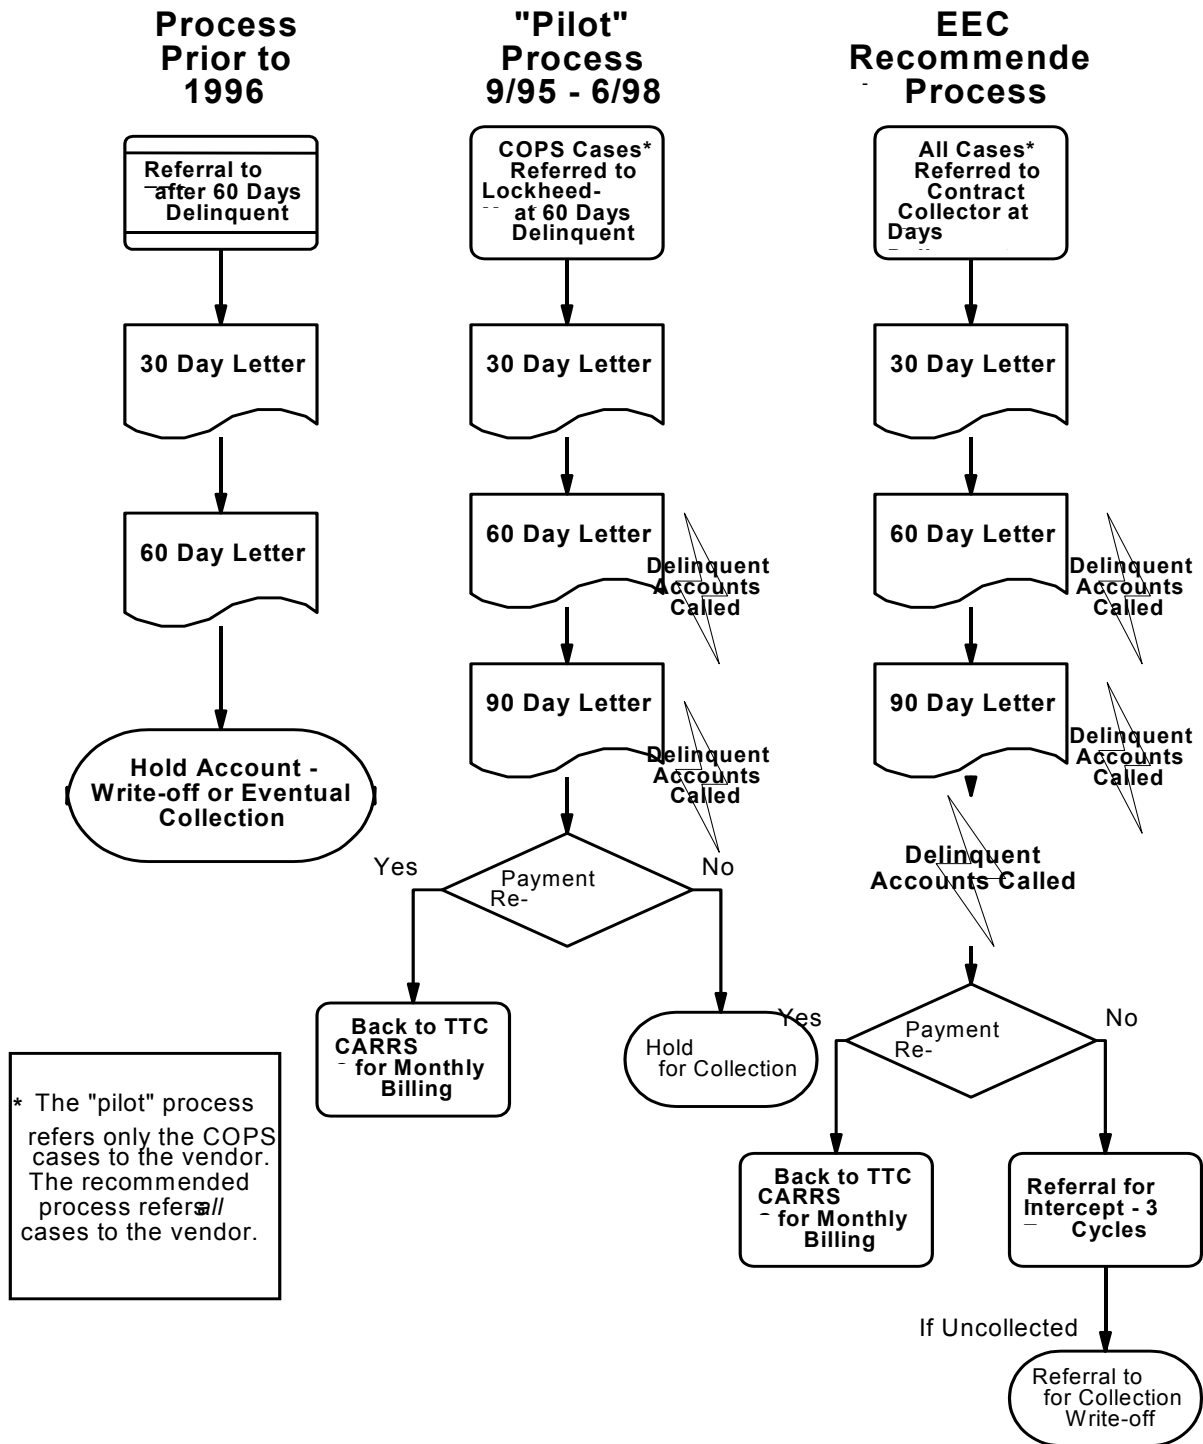 Process
Prior to
1996
Referral to
after 60 Days
Delinquent
30 Day Letter
60 Day Letter
Hold Account -
Write-off or Eventual
Collection
"Pilot"
Process
9/95 - 6/98
COPS Cases*
Referred to
Lockheed-
at 60 Days
Delinquent
30 Day Letter
60 Day Letter
Delinquent
Accounts
Called
90 Day Letter
Delinquent
Accounts
Called
Payment
Re-
Yes
No
Back to TTC
CARRS
for Monthly
Billing
Hold
for Collection
EEC
Recommende
Process
All Cases*
Referred to
Contract
Collector at
Days
30 Day Letter
60 Day Letter
Delinquent
Accounts
Called
90 Day Letter
Delinquent
Accounts
Called
Delinquent
Accounts Called
Payment
Re-
Yes
No
Back to TTC
CARRS
for Monthly
Billing
Referral for
Intercept - 3
Cycles
If Uncollected
Referral to
for Collection
Write-off
* The "pilot" process
refers only the COPS
cases to the vendor.
The recommended
process refers all
cases to the vendor.